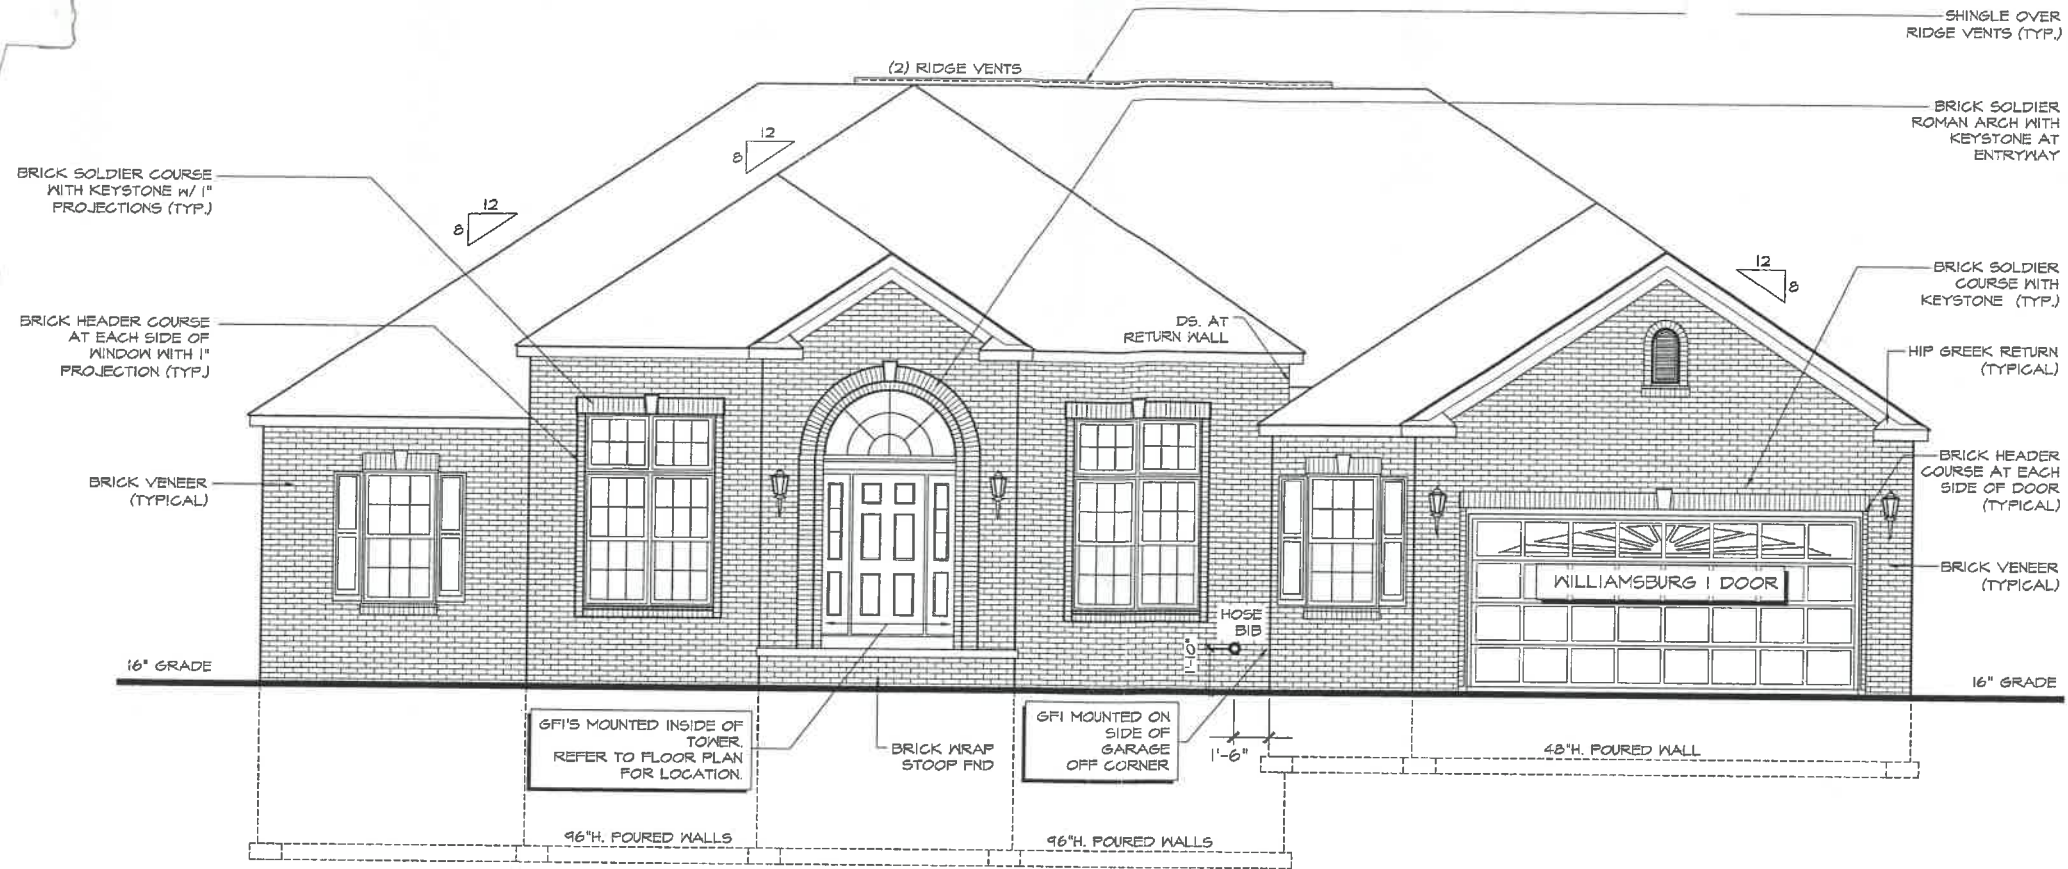 SHINGLE OVER
RIDGE VENTS (TYP.)
(2) RIDGE VENTS
BRICK SOLDIER
ROMAN ARCH WITH
KEYSTONE AT
ENTRYWAY
12
8
BRICK SOLDIER COURSE
WITH KEYSTONE W/ 1"
PROJECTIONS (TYP.)
12
8
12
8
BRICK SOLDIER
COURSE WITH
KEYSTONE (TYP.)
BRICK HEADER COURSE
AT EACH SIDE OF
WINDOW WITH 1"
PROJECTION (TYP.)
DS. AT
RETURN WALL
HIP GREEK RETURN
(TYPICAL)
BRICK VENEER
(TYPICAL)
BRICK HEADER
COURSE AT EACH
SIDE OF DOOR
(TYPICAL)
WILLIAMSBURG I DOOR
BRICK VENEER
(TYPICAL)
HOSE
BIB
1'-0"
16" GRADE
16" GRADE
GFI'S MOUNTED INSIDE OF
TOWER.
REFER TO FLOOR PLAN
FOR LOCATION.
BRICK WRAP
STOOP FND
GFI MOUNTED ON
SIDE OF
GARAGE
OFF CORNER
1'-6"
48"H. POURED WALL
96"H. POURED WALLS
96"H. POURED WALLS